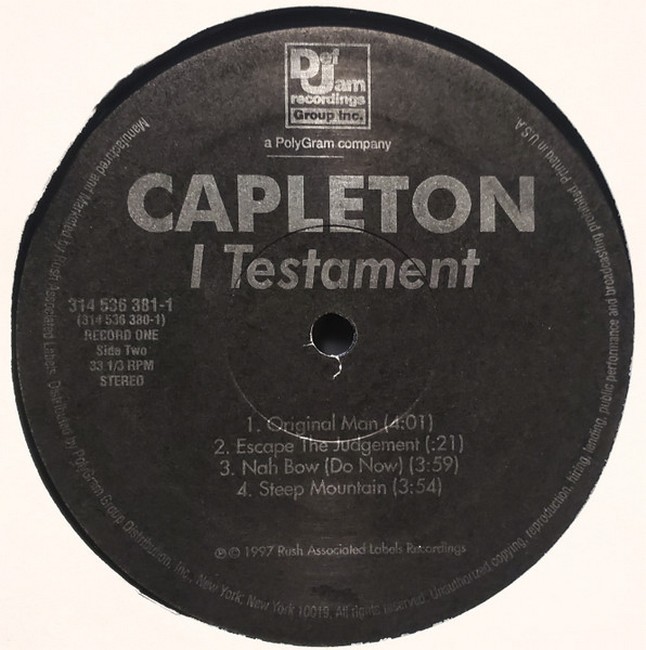 Def
Jam
recordings
Group Inc.
a PolyGram company
CAPLETON
I Testament
314 536 381-1
(314 536 380-1)
RECORD ONE
Side Two
33 1/3 RPM
STEREO
1. Original Man (4:01)
2. Escape The Judgement (:21)
3. Nah Bow (Do Now) (3:59)
4. Steep Mountain (3:54)
℗© 1997 Rush Associated Labels Recordings
Manufactured and Marketed by Rush Associated Labels. Distributed by PolyGram Group Distribution, Inc., New York, New York 10019. All rights reserved. Unauthorized copying, reproduction, hiring, lending, public performance and broadcasting prohibited. Printed in U.S.A.